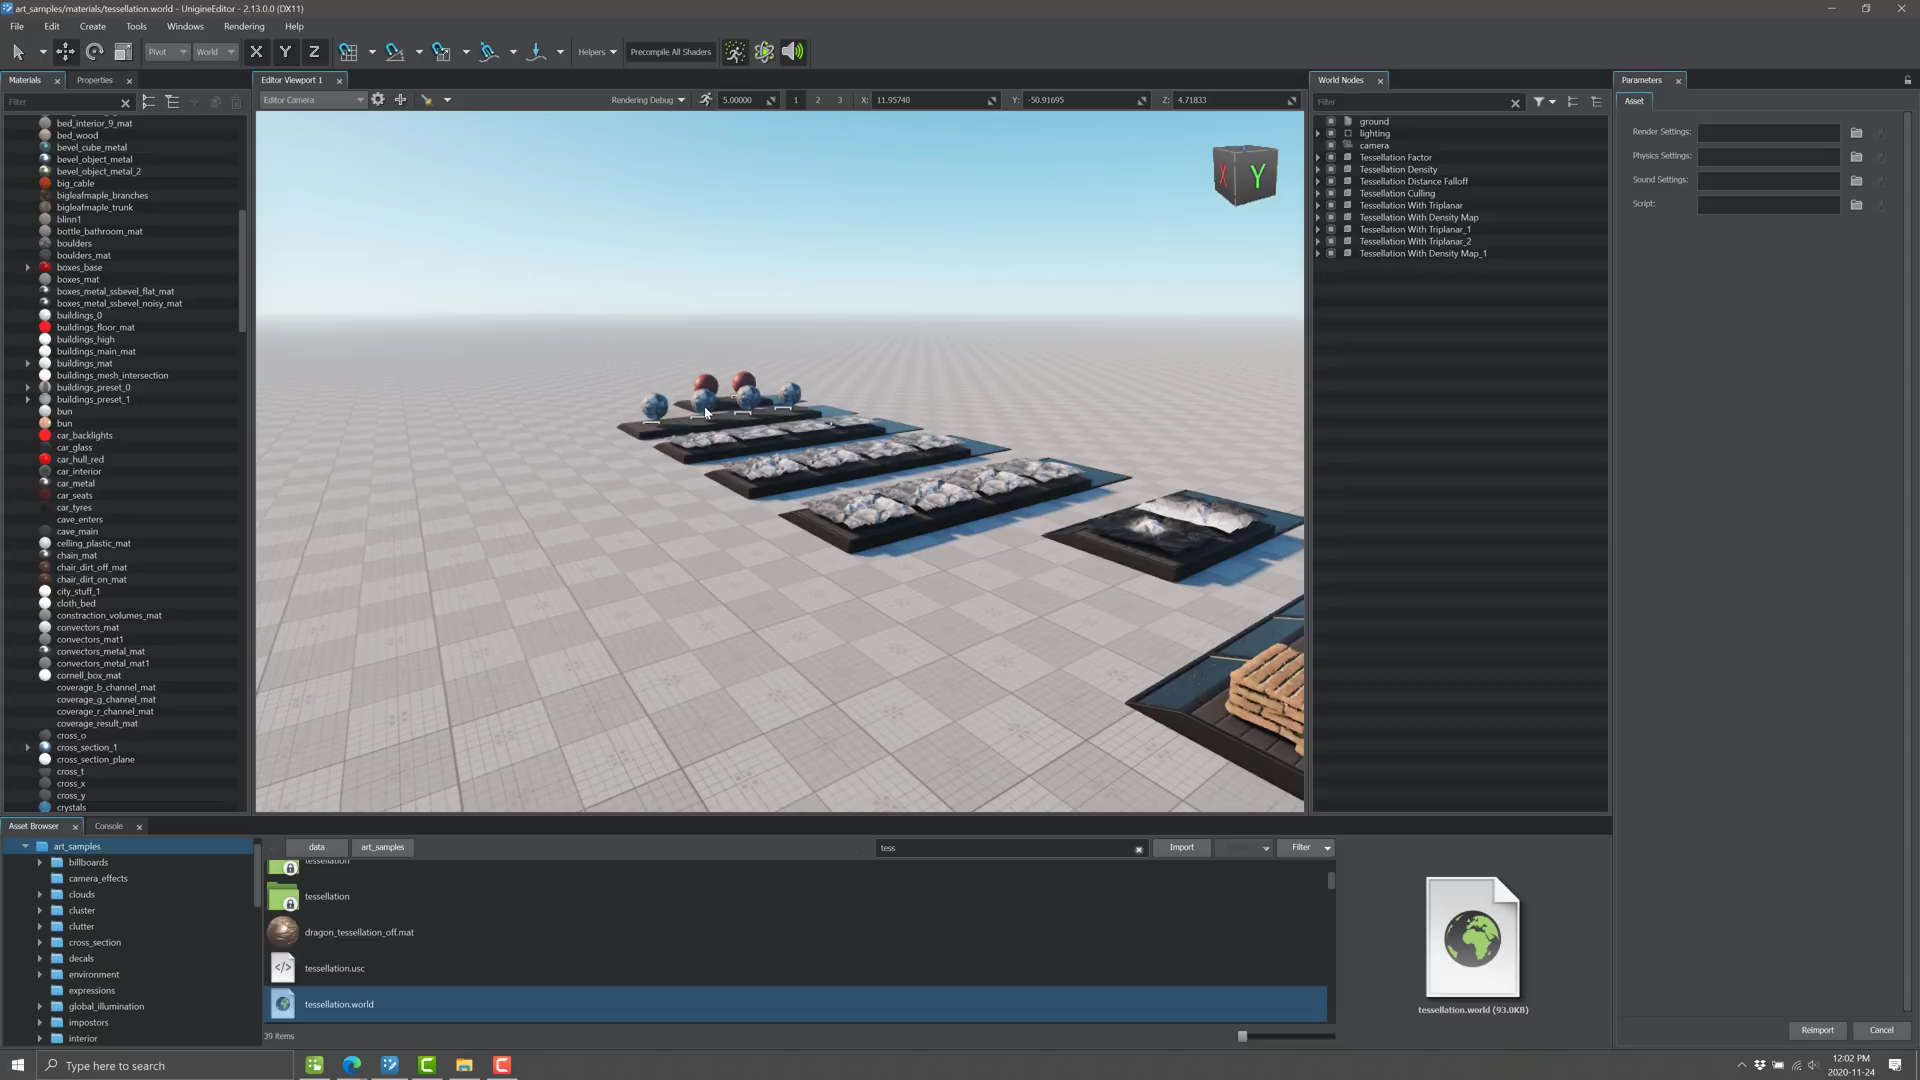 art_samples/materials/tessellation.world - UnigineEditor - 2.13.0.0 (DX11)
File Edit Create Tools Windows Rendering Help
Pivot World X Y Z Helpers Precompile All Shaders
Materials Properties
Filter
bed_interior_9_mat
bed_wood
bevel_cube_metal
bevel_object_metal
bevel_object_metal_2
big_cable
bigleafmaple_branches
bigleafmaple_trunk
blinn1
bottle_bathroom_mat
boulders
boulders_mat
boxes_base
boxes_mat
boxes_metal_ssbevel_flat_mat
boxes_metal_ssbevel_noisy_mat
buildings_0
buildings_floor_mat
buildings_high
buildings_main_mat
buildings_mat
buildings_mesh_intersection
buildings_preset_0
buildings_preset_1
bun
bun
car_backlights
car_glass
car_hull_red
car_interior
car_metal
car_seats
car_tyres
cave_enters
cave_main
celling_plastic_mat
chain_mat
chair_dirt_off_mat
chair_dirt_on_mat
city_stuff_1
cloth_bed
constraction_volumes_mat
convectors_mat
convectors_mat1
convectors_metal_mat
convectors_metal_mat1
cornell_box_mat
coverage_b_channel_mat
coverage_g_channel_mat
coverage_r_channel_mat
coverage_result_mat
cross_o
cross_section_1
cross_section_plane
cross_t
cross_x
cross_y
crystals
Editor Viewport 1
Editor Camera Rendering Debug 5.00000 1 2 3 X: 11.95740 Y: -50.91695 Z: 4.71833
X Y
World Nodes
Filter
ground
lighting
camera
Tessellation Factor
Tessellation Density
Tessellation Distance Falloff
Tessellation Culling
Tessellation With Triplanar
Tessellation With Density Map
Tessellation With Triplanar_1
Tessellation With Triplanar_2
Tessellation With Density Map_1
Parameters
Asset
Render Settings:
Physics Settings:
Sound Settings:
Script:
Asset Browser Console
art_samples
billboards
camera_effects
clouds
cluster
clutter
cross_section
decals
environment
expressions
global_illumination
impostors
interior
data art_samples tess Import Filter
tessellation
tessellation
dragon_tessellation_off.mat
tessellation.usc
tessellation.world
39 items
tessellation.world (93.0KB)
Reimport Cancel
Type here to search
12:02 PM
2020-11-24